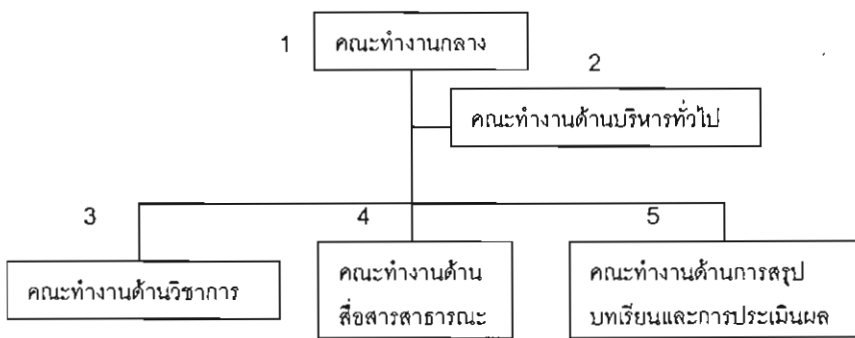 1
คณะทำงานกลาง
2
คณะทำงานด้านบริหารทั่วไป
3
คณะทำงานด้านวิชาการ
4
คณะทำงานด้าน
สื่อสารสาธารณะ
5
คณะทำงานด้านการสรุป
บทเรียนและการประเมินผล